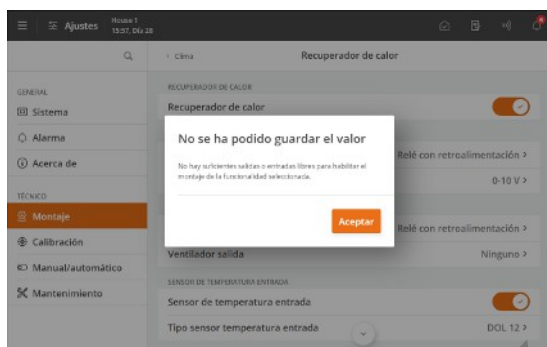 Ajustes
House 1
15:37, Día 28
Clima
Recuperador de calor
GENERAL
Sistema
Alarma
Acerca de
TÉCNICO
Montaje
Calibración
Manual/automático
Mantenimiento
RECUPERADOR DE CALOR
Recuperador de calor
No se ha podido guardar el valor
No hay suficientes salidas o entradas libres para habilitar el
montaje de la funcionalidad seleccionada.
Aceptar
Relé con retroalimentación >
0-10 V >
Relé con retroalimentación >
Ventilador salida Ninguno >
SENSOR DE TEMPERATURA ENTRADA
Sensor de temperatura entrada
Tipo sensor temperatura entrada DOL 12 >